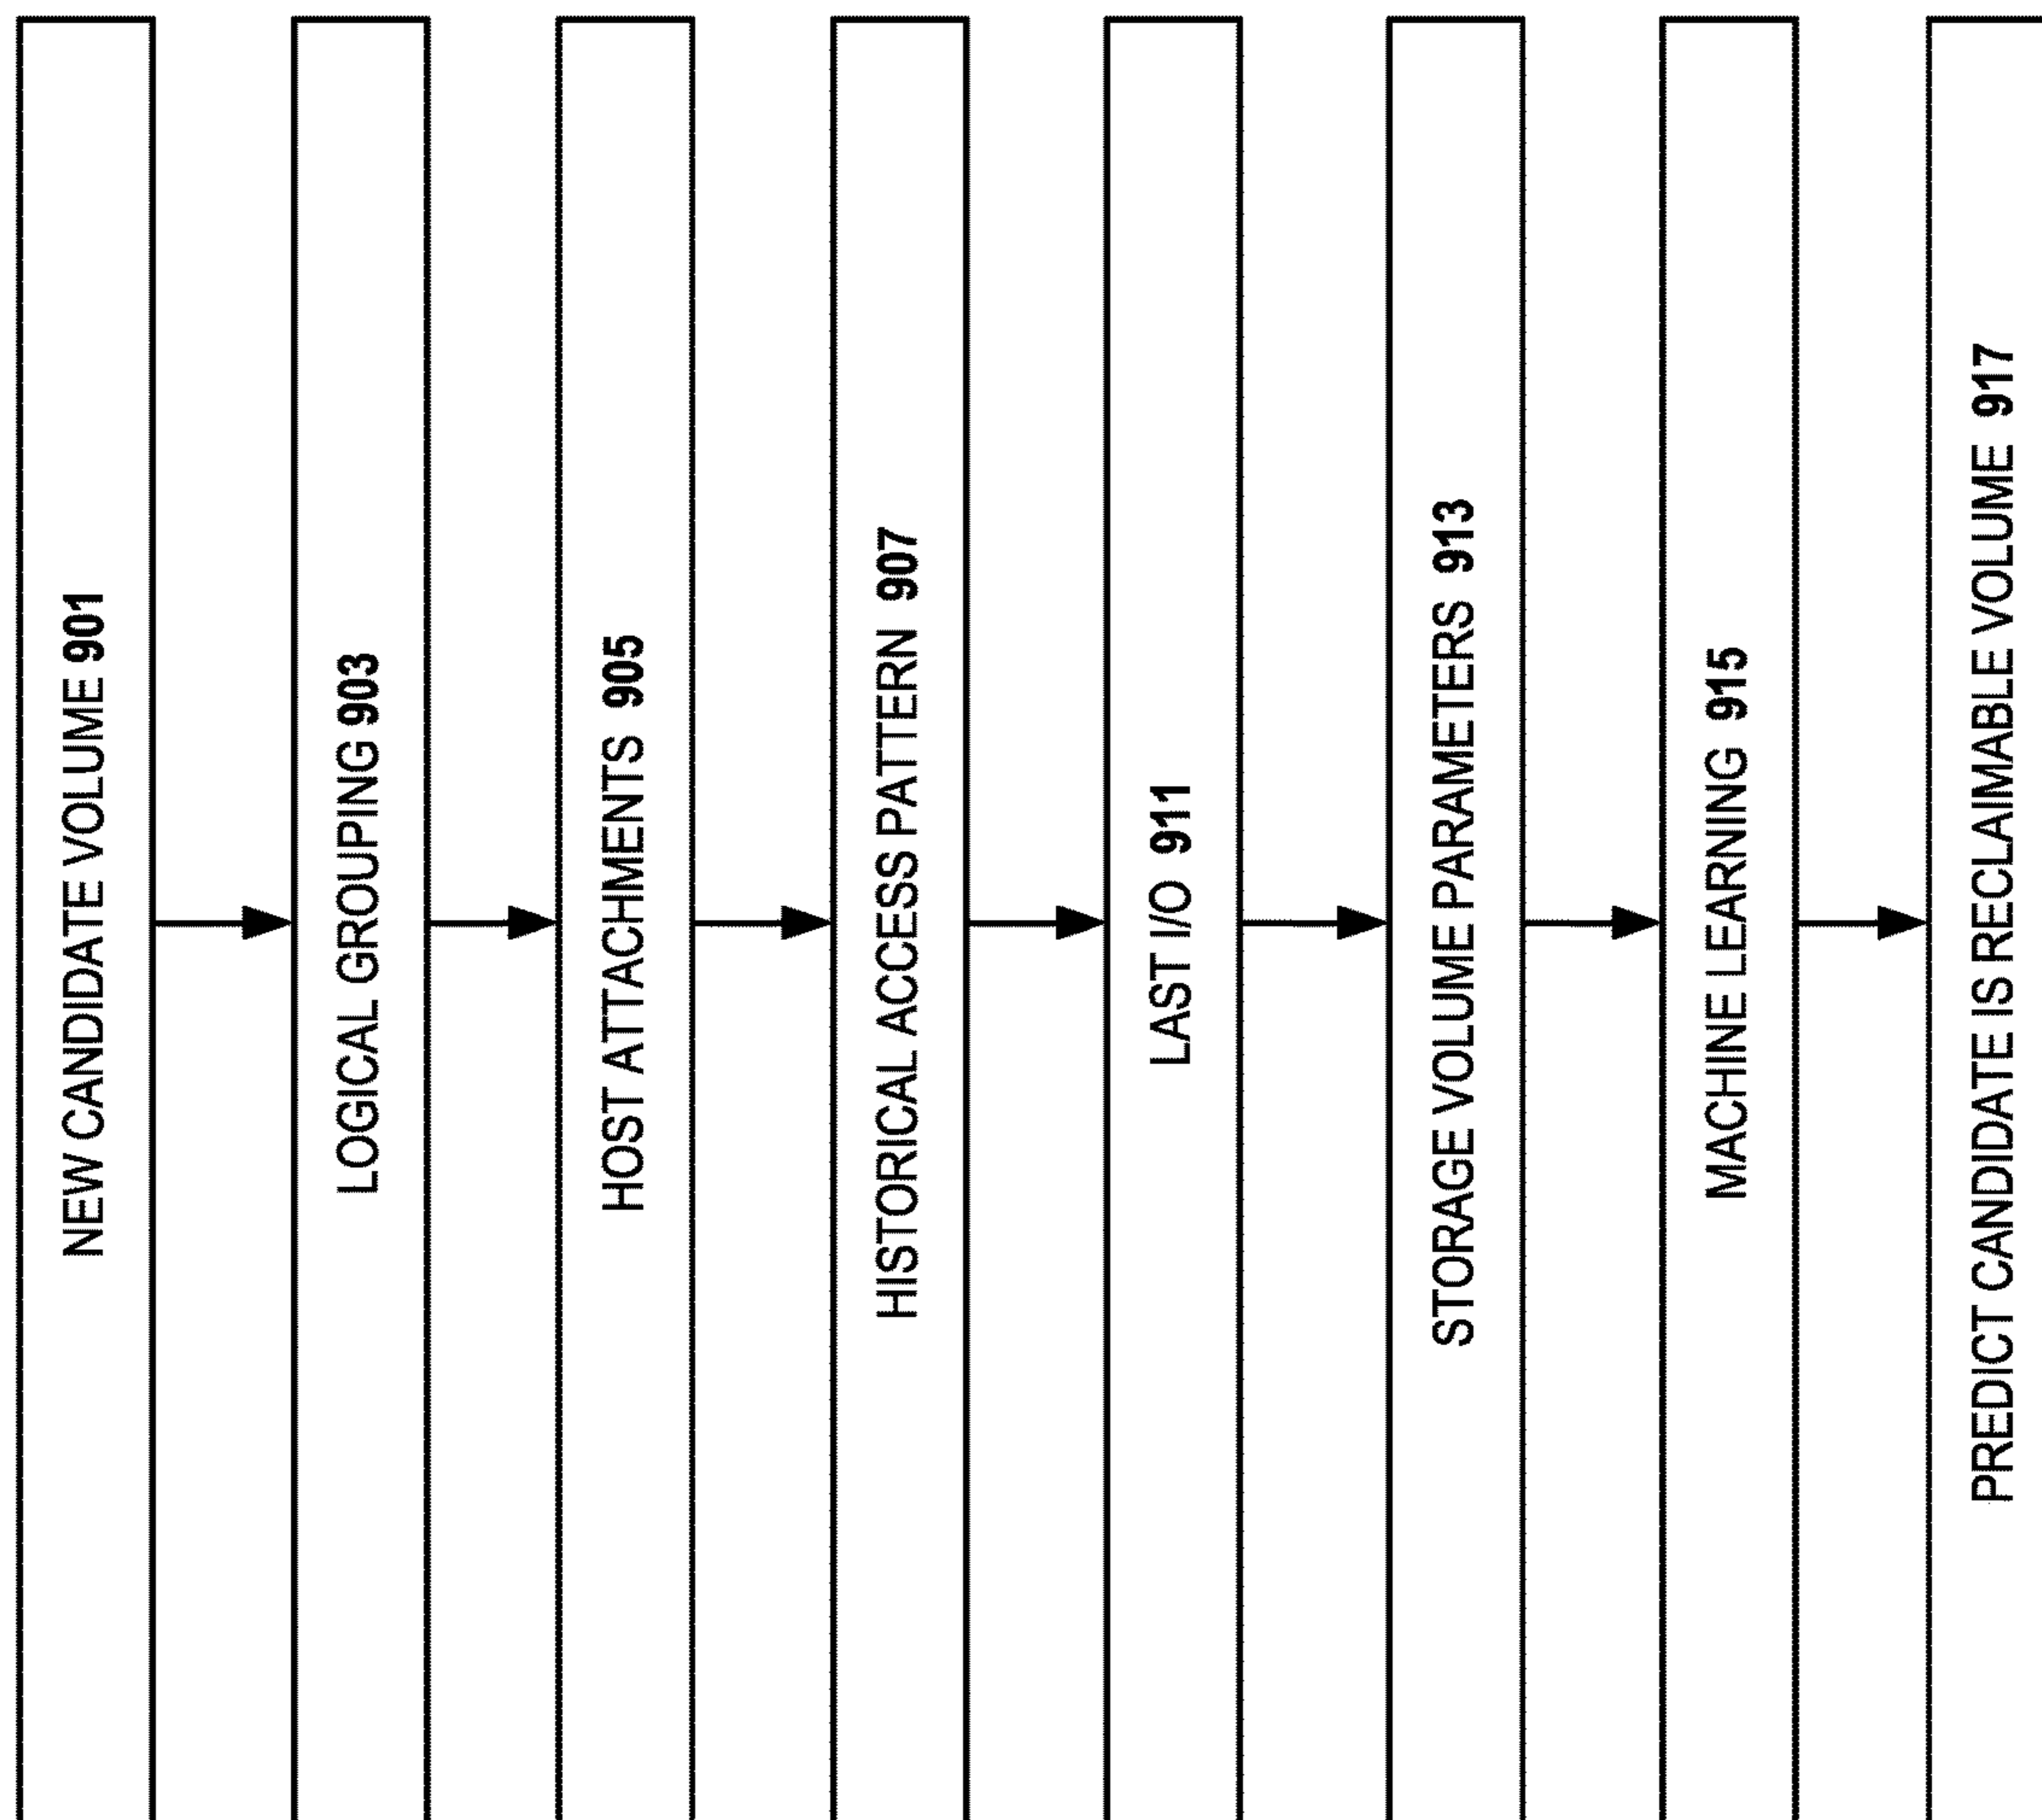 NEW CANDIDATE VOLUME 901
LOGICAL GROUPING 903
HOST ATTACHMENTS 905
HISTORICAL ACCESS PATTERN 907
LAST I/O 911
STORAGE VOLUME PARAMETERS 913
MACHINE LEARNING 915
PREDICT CANDIDATE IS RECLAIMABLE VOLUME 917